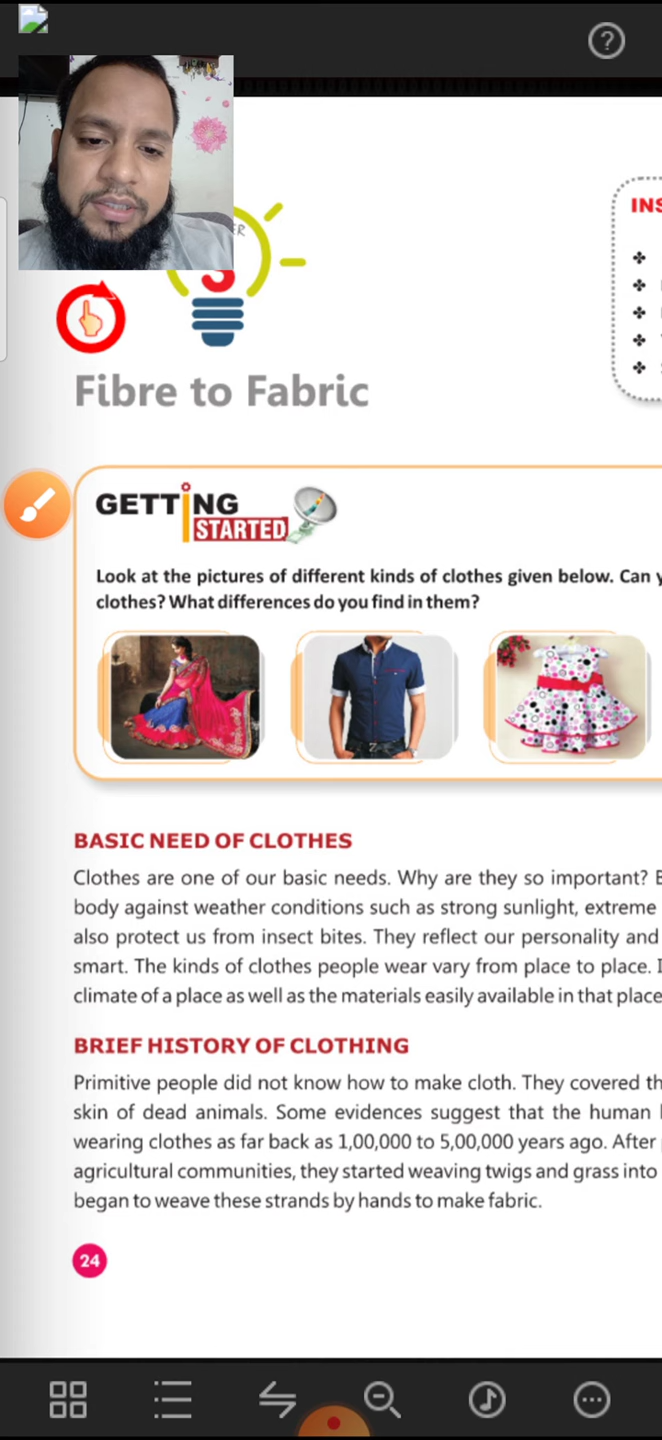 3
Fibre to Fabric
INS
GETTING
STARTED
Look at the pictures of different kinds of clothes given below. Can y
clothes? What differences do you find in them?
BASIC NEED OF CLOTHES
Clothes are one of our basic needs. Why are they so important?
body against weather conditions such as strong sunlight, extreme
also protect us from insect bites. They reflect our personality and
smart. The kinds of clothes people wear vary from place to place.
climate of a place as well as the materials easily available in that place
BRIEF HISTORY OF CLOTHING
Primitive people did not know how to make cloth. They covered th
skin of dead animals. Some evidences suggest that the human
wearing clothes as far back as 1,00,000 to 5,00,000 years ago. After
agricultural communities, they started weaving twigs and grass into
began to weave these strands by hands to make fabric.
24